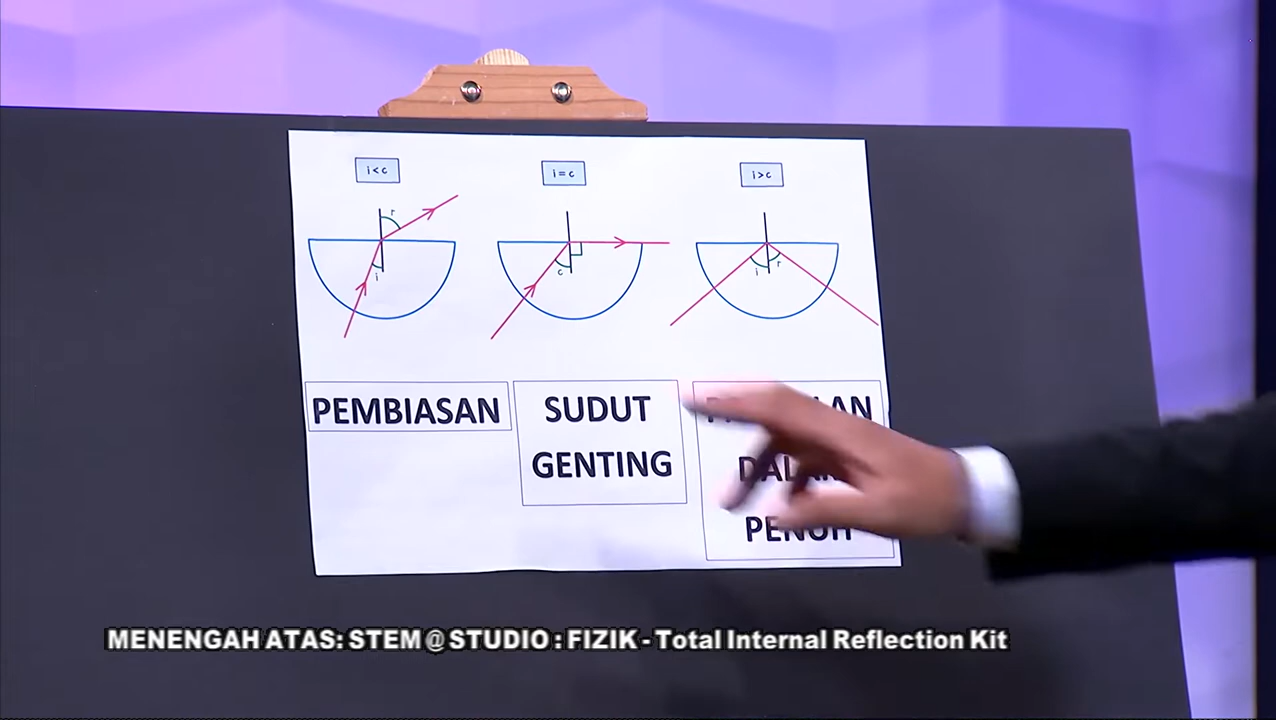 i < c
i = c
i > c
r
i
c
i
r
PEMBIASAN
SUDUT
GENTING
PENUH
MENENGAH ATAS: STEM@STUDIO : FIZIK - Total Internal Reflection Kit